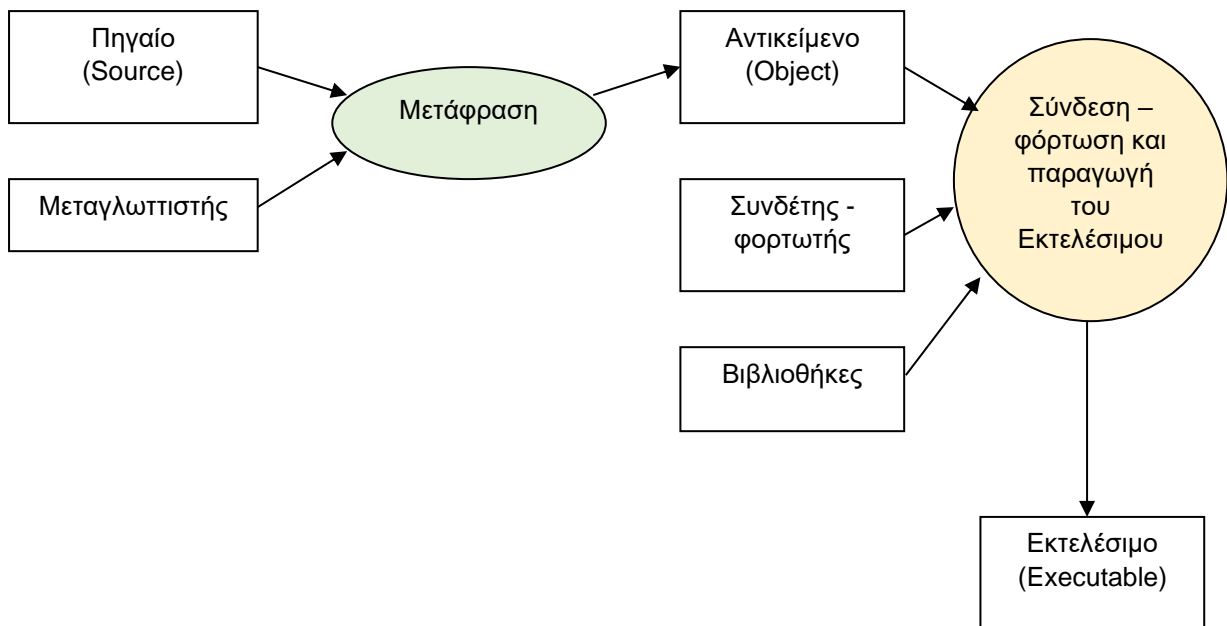 Πηγαίο
(Source)
Μεταγλωττιστής
Μετάφραση
Αντικείμενο
(Object)
Συνδέτης -
φορτωτής
Βιβλιοθήκες
Σύνδεση –
φόρτωση και
παραγωγή
του
Εκτελέσιμου
Εκτελέσιμο
(Executable)